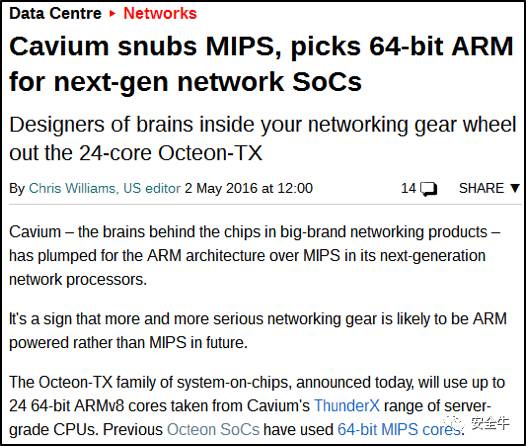 Data Centre ▸ Networks
Cavium snubs MIPS, picks 64-bit ARM
for next-gen network SoCs
Designers of brains inside your networking gear wheel
out the 24-core Octeon-TX
By Chris Williams, US editor 2 May 2016 at 12:00 14 SHARE ▼
Cavium – the brains behind the chips in big-brand networking products –
has plumped for the ARM architecture over MIPS in its next-generation
network processors.
It's a sign that more and more serious networking gear is likely to be ARM
powered rather than MIPS in future.
The Octeon-TX family of system-on-chips, announced today, will use up to
24 64-bit ARMv8 cores taken from Cavium's ThunderX range of server-
grade CPUs. Previous Octeon SoCs have used 64-bit MIPS cores.
安全牛